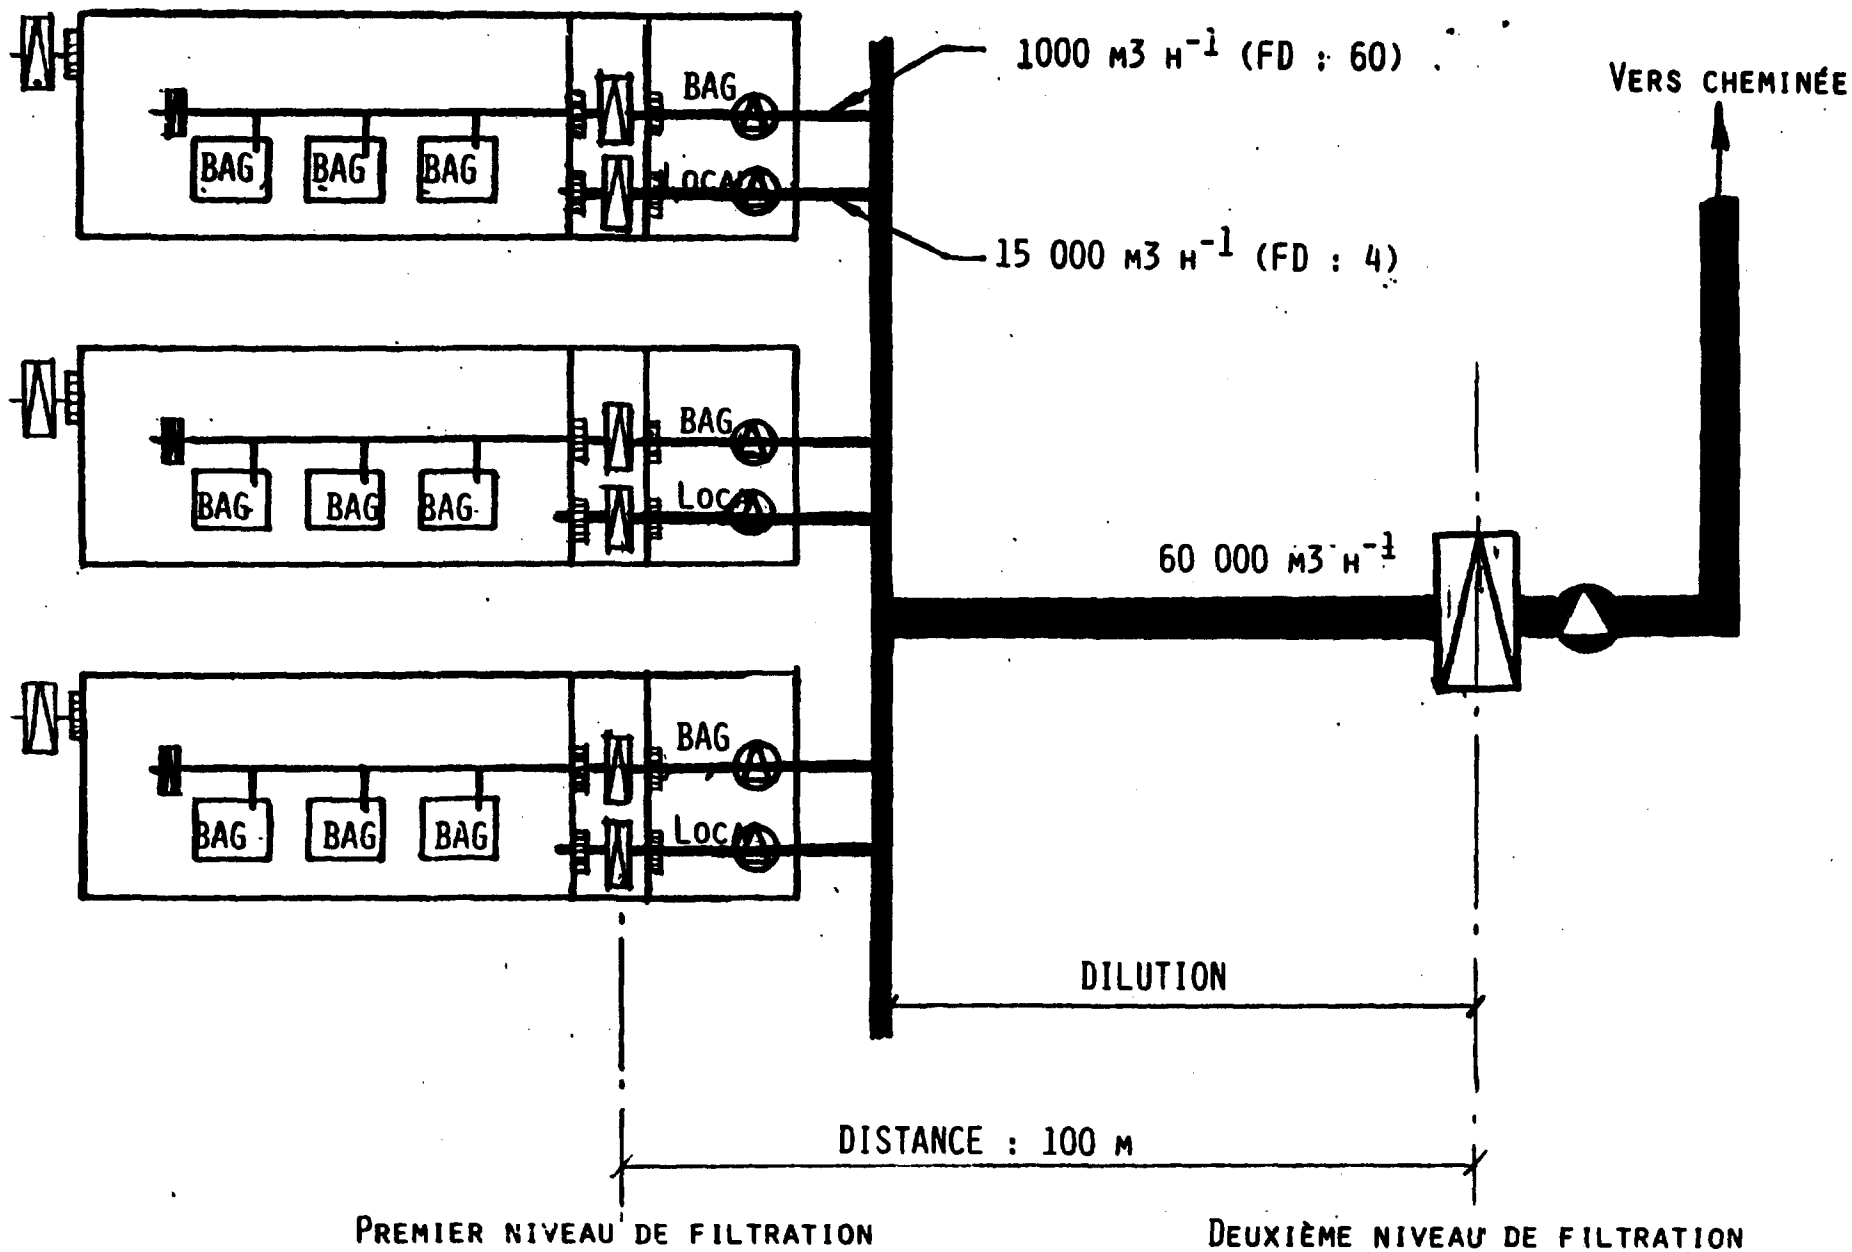 1000 m3 h-1 (FD : 60)
VERS CHEMINÉE
BAG
BAG
BAG
BAG
LOCAL
15 000 m3 h-1 (FD : 4)
BAG
BAG
BAG
BAG
LOCA
60 000 m3 h-1
BAG
BAG
BAG
BAG
LOCA
DILUTION
DISTANCE : 100 m
PREMIER NIVEAU DE FILTRATION
DEUXIÈME NIVEAU DE FILTRATION